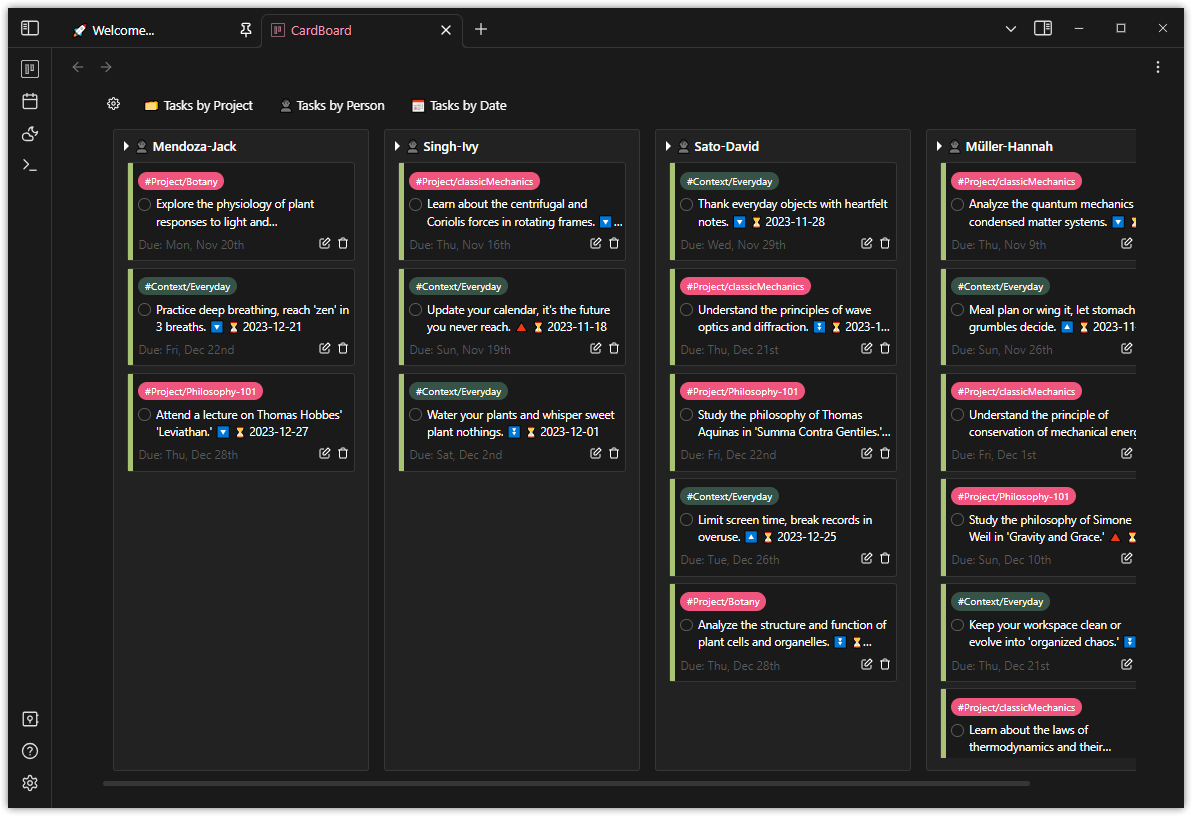 Welcome...
CardBoard
Tasks by Project
Tasks by Person
Tasks by Date
Mendoza-Jack
#Project/Botany
Explore the physiology of plant
responses to light and...
Due: Mon, Nov 20th
#Context/Everyday
Practice deep breathing, reach 'zen' in
3 breaths. 🔽 ⏳ 2023-12-21
Due: Fri, Dec 22nd
#Project/Philosophy-101
Attend a lecture on Thomas Hobbes'
'Leviathan.' 🔽 ⏳ 2023-12-27
Due: Thu, Dec 28th
Singh-Ivy
#Project/classicMechanics
Learn about the centrifugal and
Coriolis forces in rotating frames. 🔽 ...
Due: Thu, Nov 16th
#Context/Everyday
Update your calendar, it's the future
you never reach. 🔺 ⏳ 2023-11-18
Due: Sun, Nov 19th
#Context/Everyday
Water your plants and whisper sweet
plant nothings. ⏬ ⏳ 2023-12-01
Due: Sat, Dec 2nd
Sato-David
#Context/Everyday
Thank everyday objects with heartfelt
notes. 🔽 ⏳ 2023-11-28
Due: Wed, Nov 29th
#Project/classicMechanics
Understand the principles of wave
optics and diffraction. ⏬ ⏳ 2023-1...
Due: Thu, Dec 21st
#Project/Philosophy-101
Study the philosophy of Thomas
Aquinas in 'Summa Contra Gentiles.'...
Due: Fri, Dec 22nd
#Context/Everyday
Limit screen time, break records in
overuse. 🔼 ⏳ 2023-12-25
Due: Tue, Dec 26th
#Project/Botany
Analyze the structure and function of
plant cells and organelles. ⏬ ⏳...
Due: Thu, Dec 28th
Müller-Hannah
#Project/classicMechanics
Analyze the quantum mechanics
condensed matter systems. 🔽 ⏳
Due: Thu, Nov 9th
#Context/Everyday
Meal plan or wing it, let stomach
grumbles decide. 🔼 ⏳ 2023-11-
Due: Sun, Nov 26th
#Project/classicMechanics
Understand the principle of
conservation of mechanical energ
Due: Fri, Dec 1st
#Project/Philosophy-101
Study the philosophy of Simone
Weil in 'Gravity and Grace.' 🔺 ⏳
Due: Sun, Dec 10th
#Context/Everyday
Keep your workspace clean or
evolve into 'organized chaos.' ⏬
Due: Thu, Dec 21st
#Project/classicMechanics
Learn about the laws of
thermodynamics and their...